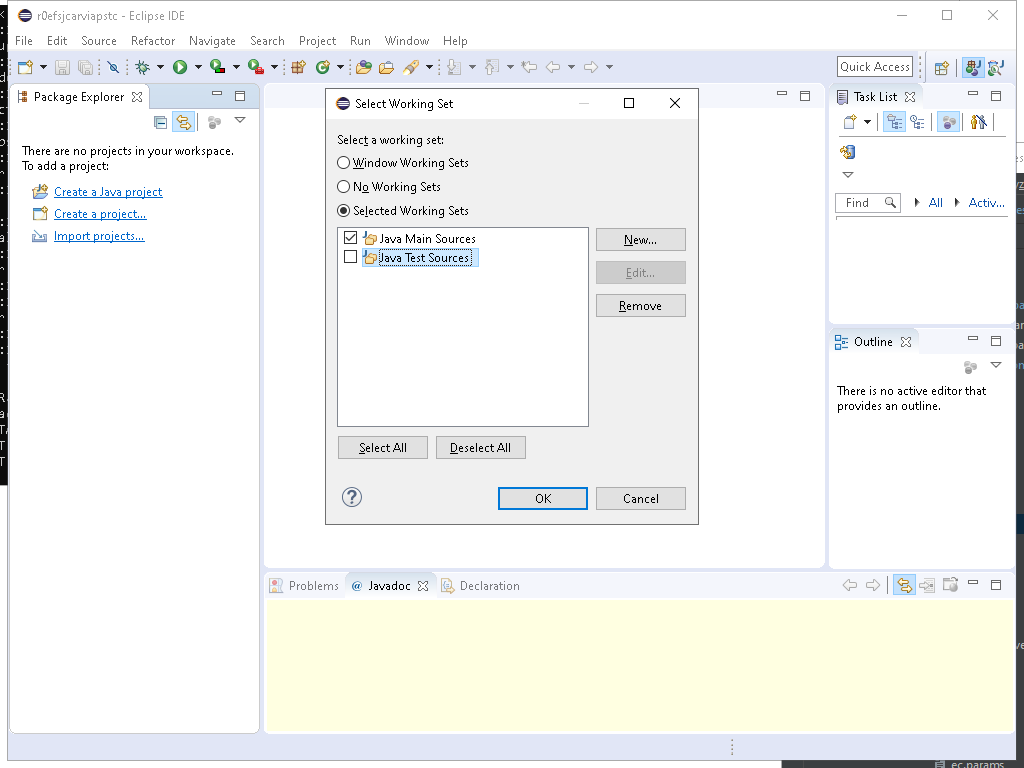 r0efsjcarviapstc - Eclipse IDE
File Edit Source Refactor Navigate Search Project Run Window Help
Quick Access
Package Explorer
There are no projects in your workspace.
To add a project:
Create a Java project
Create a project...
Import projects...
Select Working Set
Select a working set:
Window Working Sets
No Working Sets
Selected Working Sets
Java Main Sources
Java Test Sources
New...
Edit...
Remove
Select All Deselect All
OK Cancel
Task List
Find All Activ...
Outline
There is no active editor that
provides an outline.
Problems @ Javadoc Declaration
ec.params